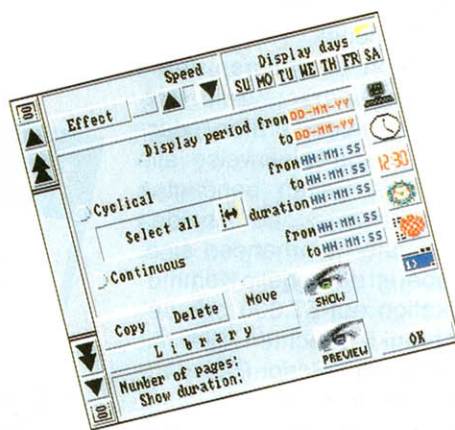 Speed
Display days
Effect
SU MO TU WE TH FR SA
Display period from DD-MM-YY
to DD-MM-YY
Cyclical
from HH:MM:SS
12:30
to HH:MM:SS
Select all
duration HH:MM:SS
Continuous
from HH:MM:SS
to HH:MM:SS
Copy
Delete
Move
SHOW
Library
PREVIEW
OK
Number of pages:
Show duration: